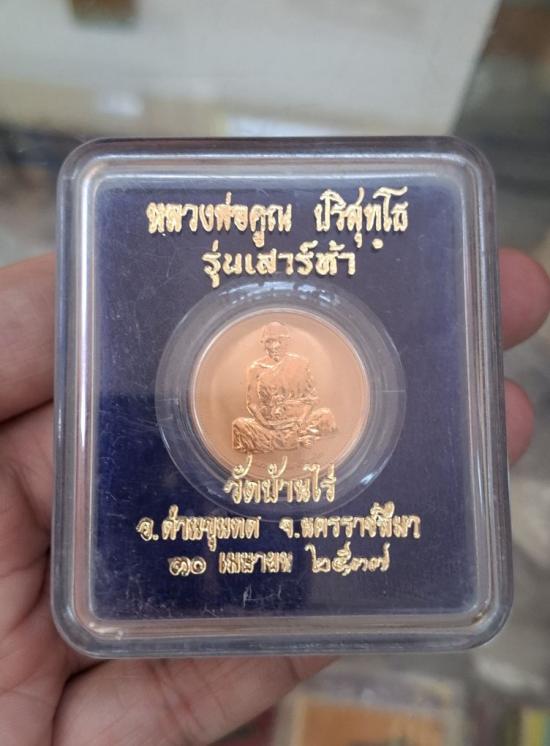 หลวงพ่อคูณ ปริสุทฺโธ
รุ่นเสาร์ห้า
วัดบ้านไร่
อ.ด่านขุนทด จ.นครราชสีมา
๓๐ เมษายน ๒๕๓๗